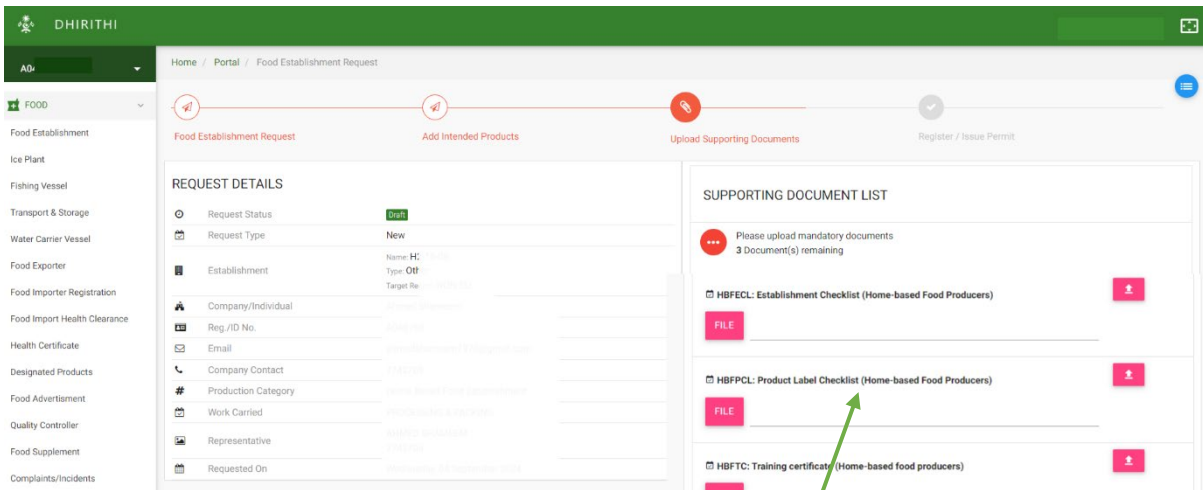 DHIRITHI
Home / Portal / Food Establishment Request
FOOD
Food Establishment
Ice Plant
Fishing Vessel
Transport & Storage
Water Carrier Vessel
Food Exporter
Food Importer Registration
Food Import Health Clearance
Health Certificate
Designated Products
Food Advertisment
Quality Controller
Food Supplement
Complaints/Incidents
Food Establishment Request
Add Intended Products
Upload Supporting Documents
Register / Issue Permit
REQUEST DETAILS
Request Status Draft
Request Type New
Establishment
Name:
Type:
Target
Company/Individual
Reg./ID No.
Email
Company Contact
# Production Category
Work Carried
Representative
Requested On
SUPPORTING DOCUMENT LIST
Please upload mandatory documents
3 Document(s) remaining
HBFECL: Establishment Checklist (Home-based Food Producers)
FILE
HBFPCL: Product Label Checklist (Home-based Food Producers)
FILE
HBFTC: Training certificate (Home-based food producers)